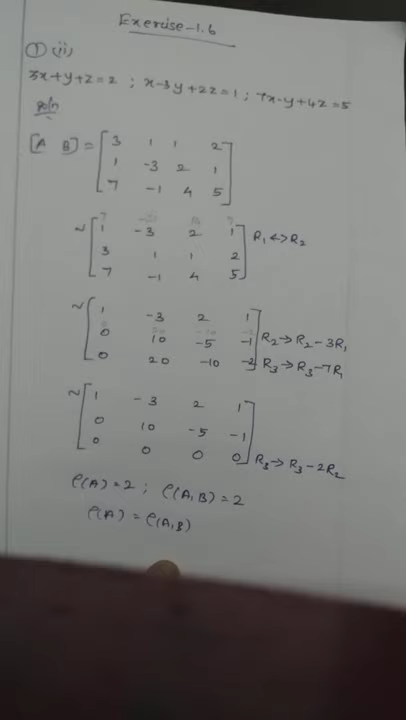 Exercise-1.6
① (ii)
3x+y+z=2 ; x-3y+2z=1 ; 7x-y+4z=5
soln
[A B] = [3 1 1 2
1 -3 2 1
7 -1 4 5]
~ [1 -3 2 1
3 1 1 2
7 -1 4 5] R₁↔R₂
~ [1 -3 2 1
0 10 -5 -1
0 20 -10 -2] R₂→R₂-3R₁
R₃→R₃-7R₁
~ [1 -3 2 1
0 10 -5 -1
0 0 0 0] R₃→R₃-2R₂
ρ(A)=2 ; ρ(A,B)=2
ρ(A) = ρ(A,B)